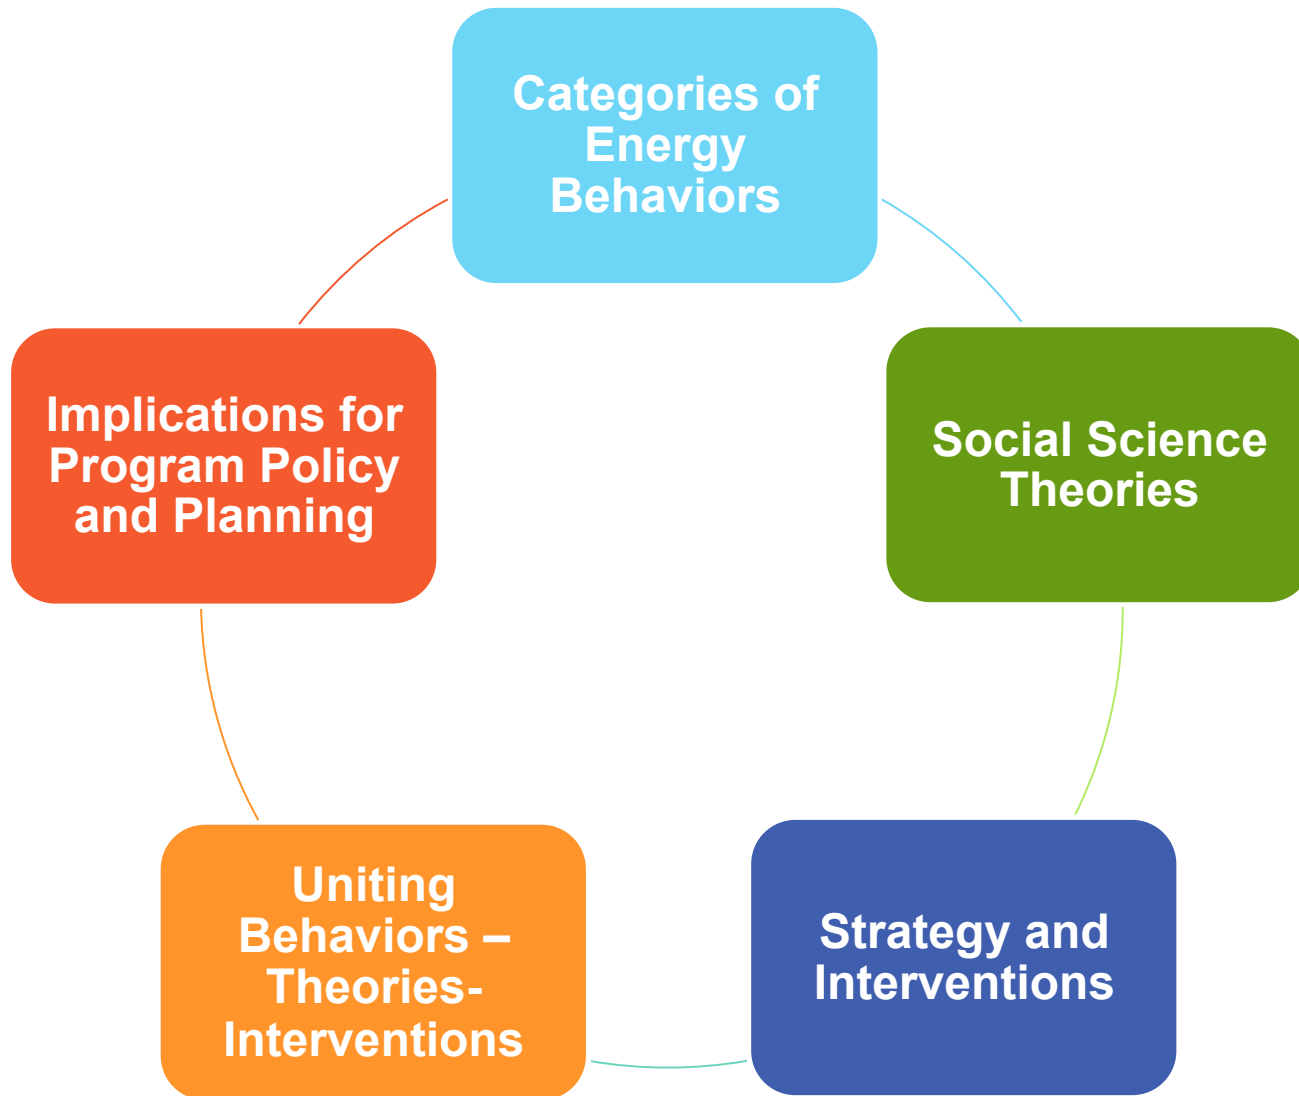 Categories of
Energy
Behaviors
Social Science
Theories
Strategy and
Interventions
Uniting
Behaviors –
Theories-
Interventions
Implications for
Program Policy
and Planning